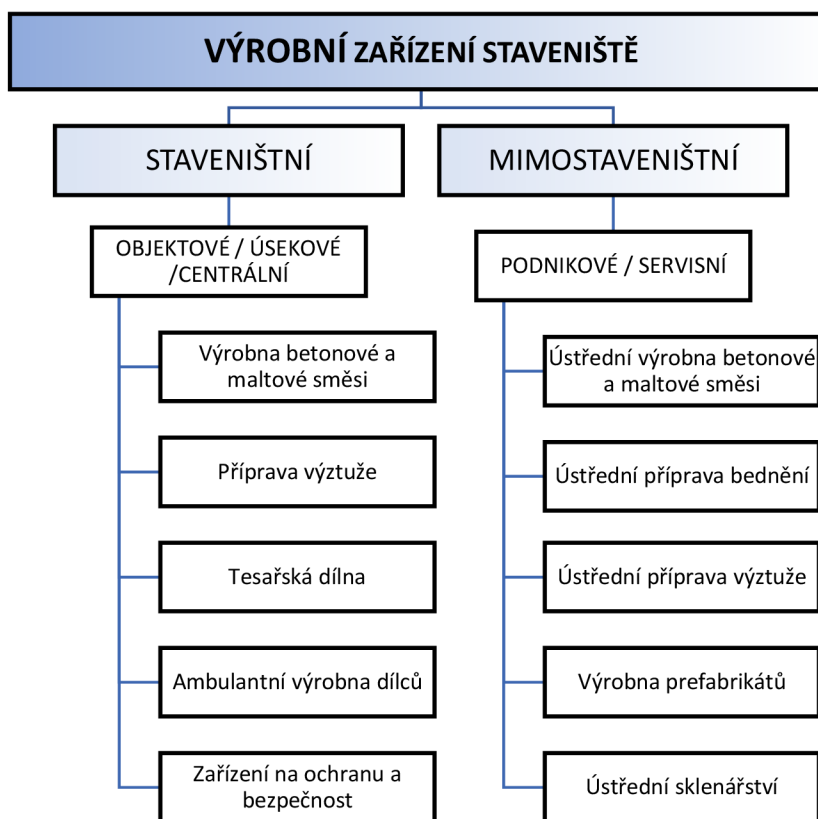 VÝROBNÍ ZAŘÍZENÍ STAVENIŠTĚ
STAVENIŠTNÍ
OBJEKTOVÉ / ÚSEKOVÉ
/CENTRÁLNÍ
Výrobna betonové a
maltové směsi
Příprava výztuže
Tesařská dílna
Ambulantní výrobna dílců
Zařízení na ochranu a
bezpečnost
MIMOSTAVENIŠTNÍ
PODNIKOVÉ / SERVISNÍ
Ústřední výrobna betonové
a maltové směsi
Ústřední příprava bednění
Ústřední příprava výztuže
Výrobna prefabrikátů
Ústřední sklenářství